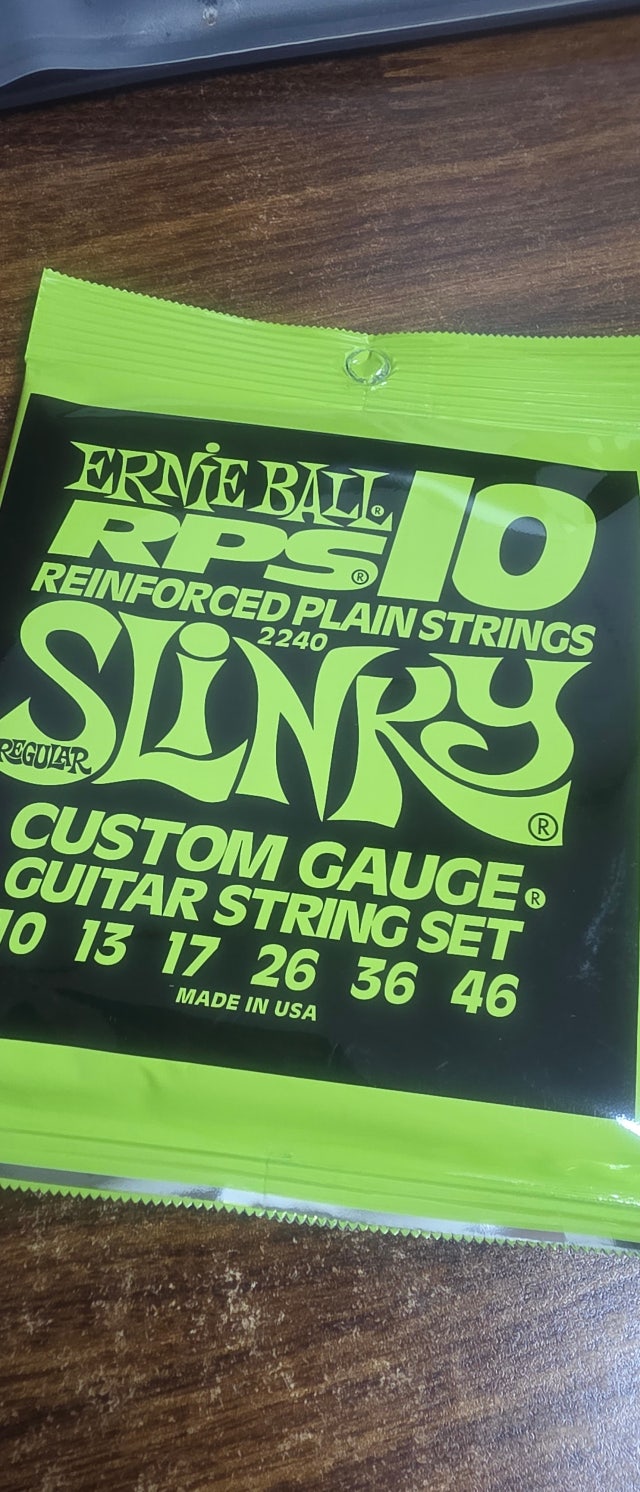 ERNIE BALL®
RPS® 10
REINFORCED PLAIN STRINGS
2240
REGULAR SLINKY®
CUSTOM GAUGE®
GUITAR STRING SET
10 13 17 26 36 46
MADE IN USA